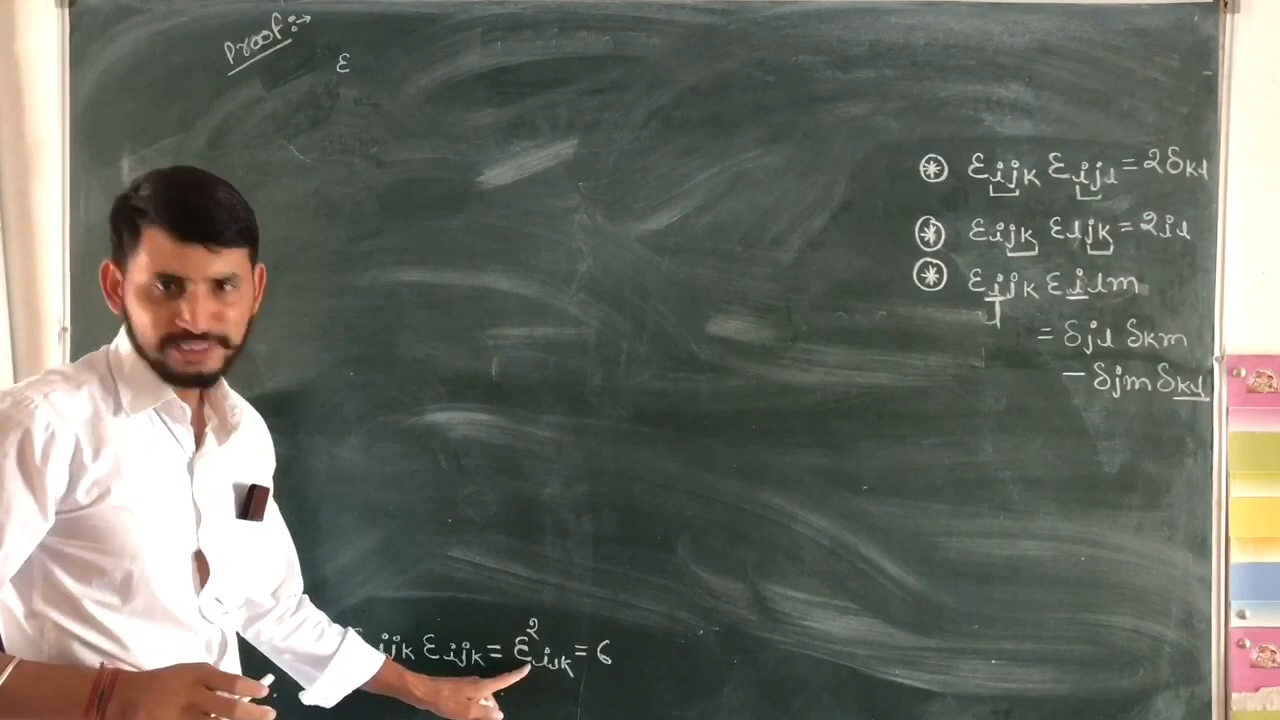 Proof :→
ε
⊛ εijk εijl = 2δkl
⊛ εijk εljk = 2il
⊛ εijk εilm
= δjl δkm
− δjm δkl
ijk εijk = ε²ijk = 6